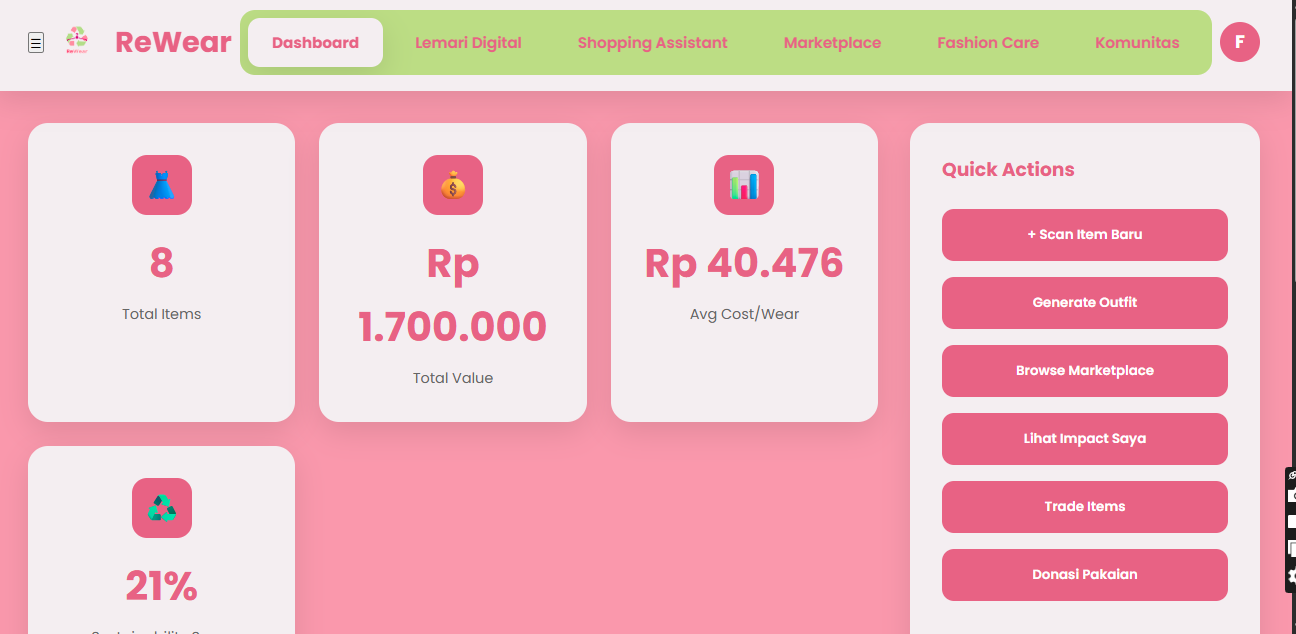 ReWear
Dashboard
Lemari Digital
Shopping Assistant
Marketplace
Fashion Care
Komunitas
F
8
Total Items
Rp
1.700.000
Total Value
Rp 40.476
Avg Cost/Wear
21%
Quick Actions
+ Scan Item Baru
Generate Outfit
Browse Marketplace
Lihat Impact Saya
Trade Items
Donasi Pakaian